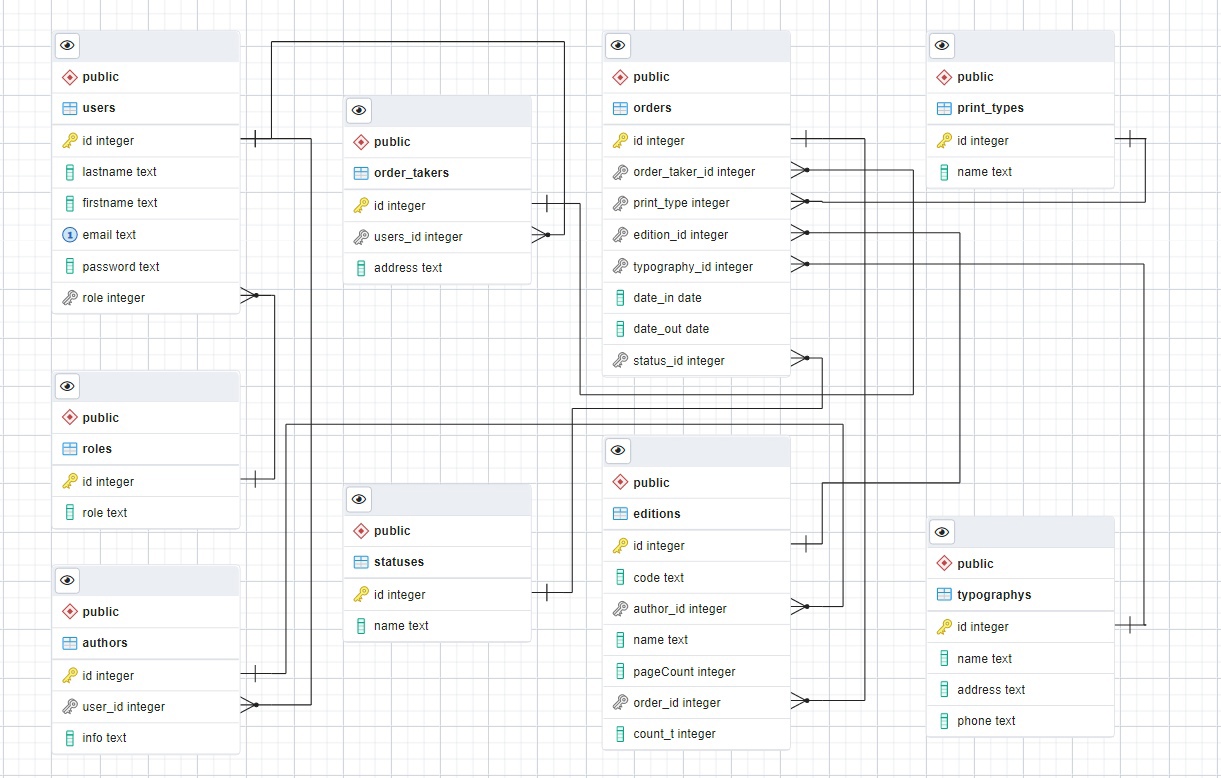 public
users
id integer
lastname text
firstname text
1 email text
password text
role integer
public
roles
id integer
role text
public
authors
id integer
user_id integer
info text
public
order_takers
id integer
users_id integer
address text
public
statuses
id integer
name text
public
orders
id integer
order_taker_id integer
print_type integer
edition_id integer
typography_id integer
date_in date
date_out date
status_id integer
public
editions
id integer
code text
author_id integer
name text
pageCount integer
order_id integer
count_t integer
public
print_types
id integer
name text
public
typographys
id integer
name text
address text
phone text